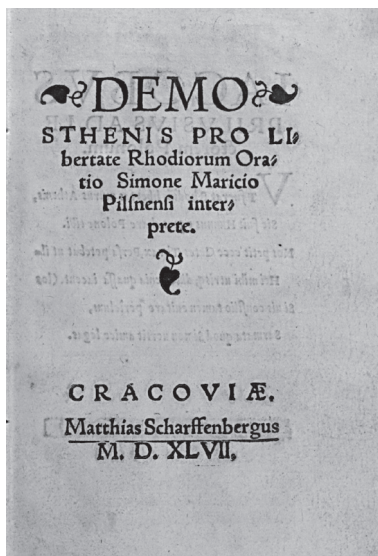 DEMO
STHENIS PRO LI⸗
bertate Rhodiorum Ora⸗
tio Simone Maricio
Pilſnenſi inter⸗
prete.
CRACOVIÆ.
Matthias Scharffenbergus
M. D. XLVII,